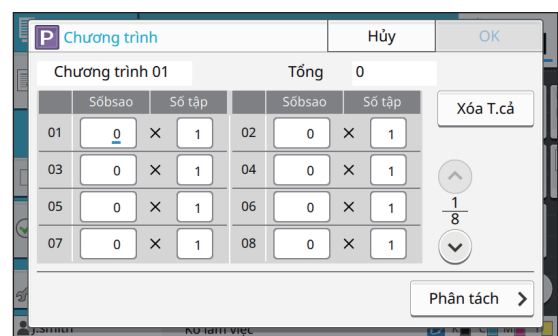 P Chương trình Hủy OK
Chương trình 01 Tổng 0
Sốbsao Số tập Sốbsao Số tập Xóa T.cả
01 0 × 1 02 0 × 1
03 0 × 1 04 0 × 1
05 0 × 1 06 0 × 1
1
8
07 0 × 1 08 0 × 1
Phân tách
J.smith Ko làm việc